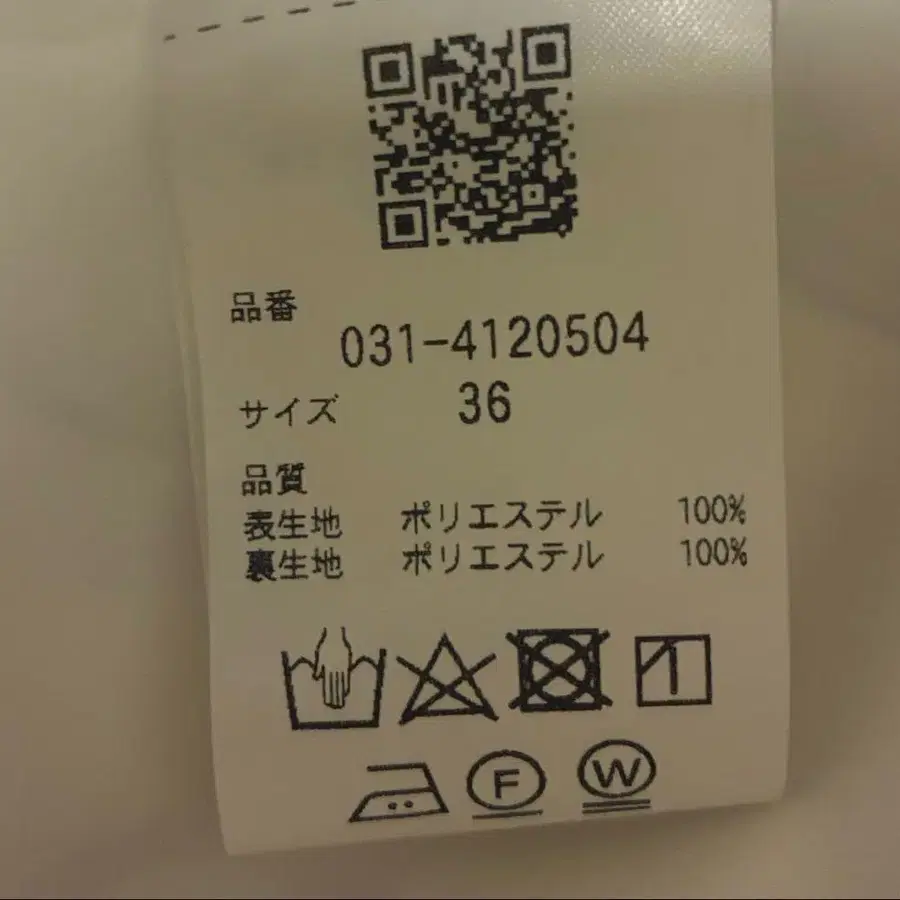 品番
031-4120504
サイズ 36
品質
表生地 ポリエステル 100%
裏生地 ポリエステル 100%
F W